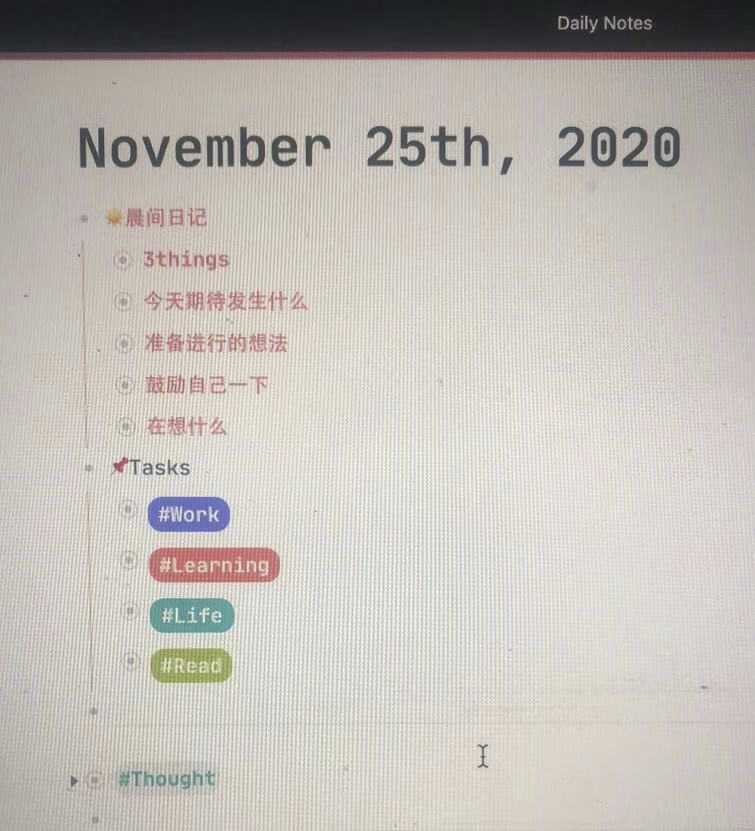 Daily Notes
November 25th, 2020
☀️晨间日记
3things
今天期待发生什么
准备进行的想法
鼓励自己一下
在想什么
📌Tasks
#Work
#Learning
#Life
#Read
#Thought